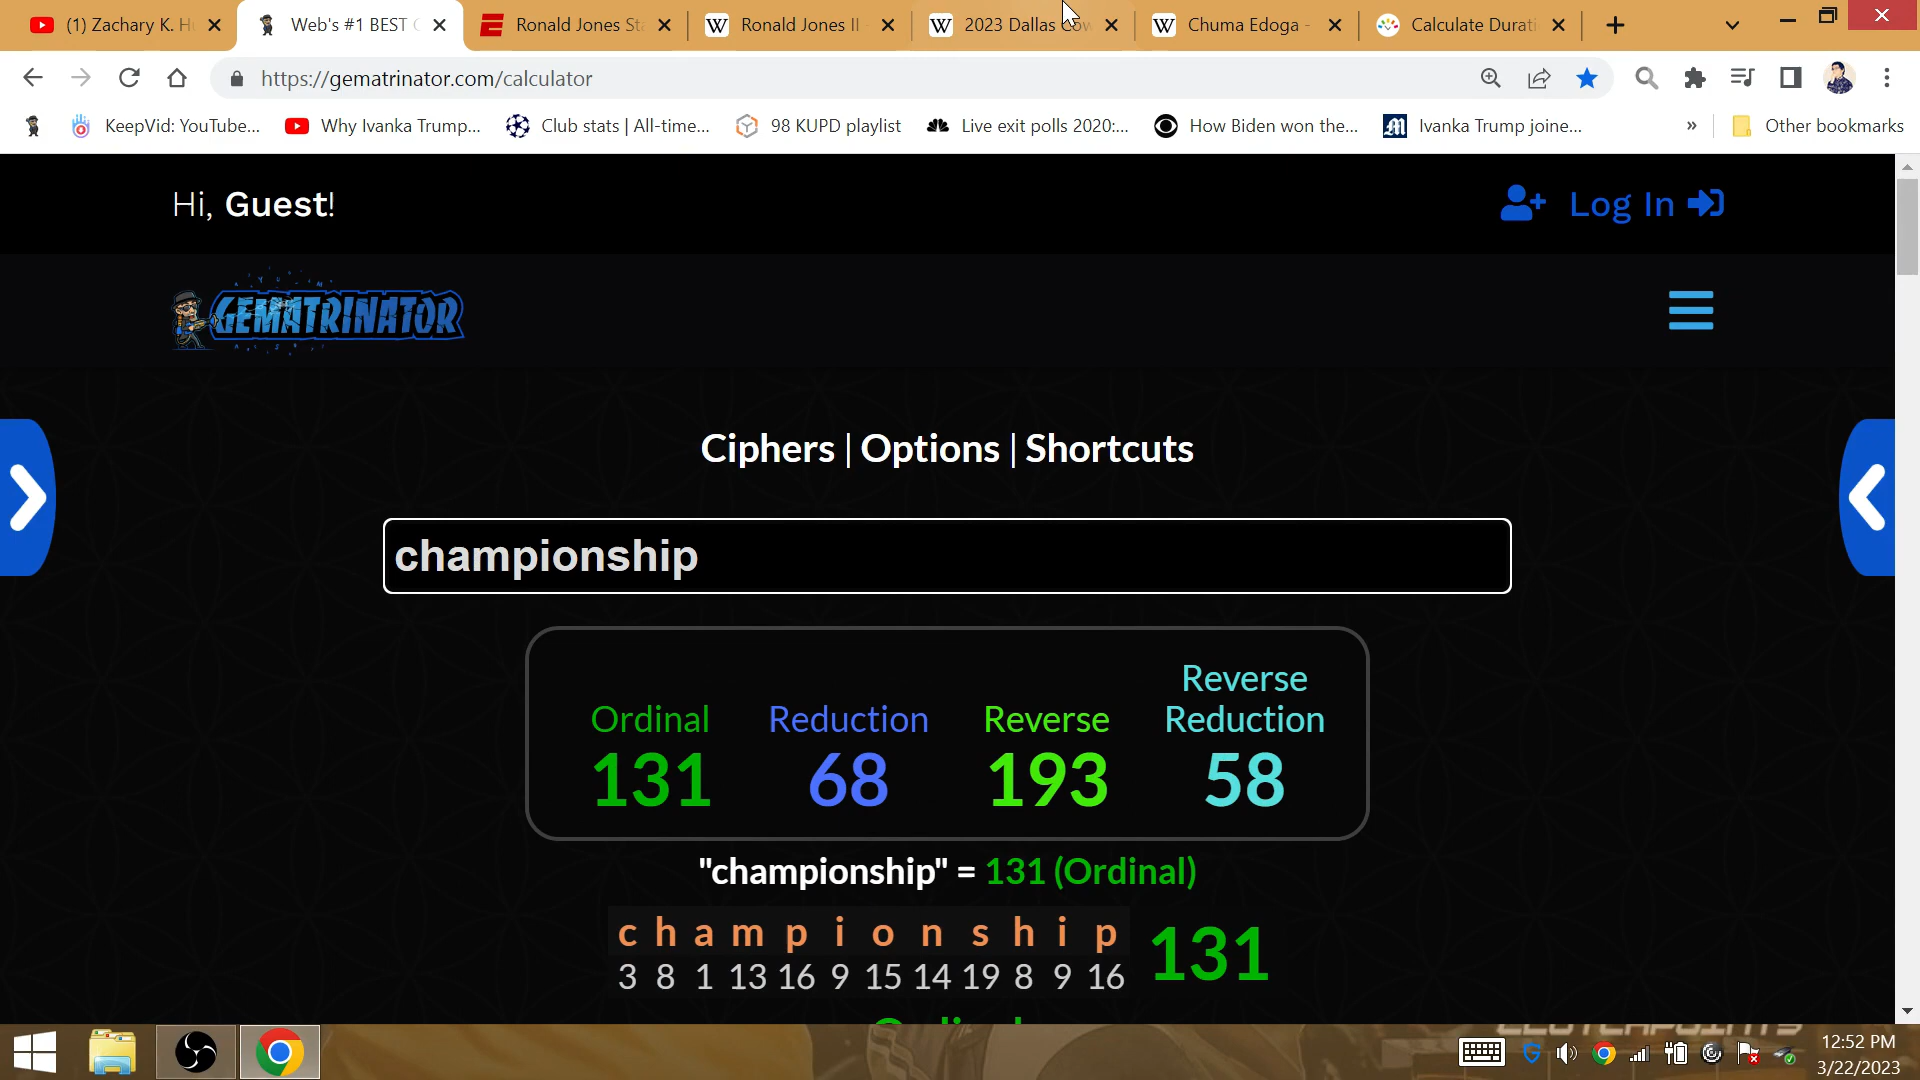 (1) Zachary K. H
Web's #1 BEST
Ronald Jones Sta
Ronald Jones II -
2023 Dallas Cow
Chuma Edoga -
Calculate Durati
https://gematrinator.com/calculator
KeepVid: YouTube...
Why Ivanka Trump...
Club stats | All-time...
98 KUPD playlist
Live exit polls 2020:...
How Biden won the...
Ivanka Trump joine...
»
Other bookmarks
Hi, Guest!
Log In
GEMATRINATOR
Ciphers | Options | Shortcuts
championship
Ordinal
131
Reduction
68
Reverse
193
Reverse
Reduction
58
"championship" = 131 (Ordinal)
c h a m p i o n s h i p
3 8 1 13 16 9 15 14 19 8 9 16
131
12:52 PM
3/22/2023